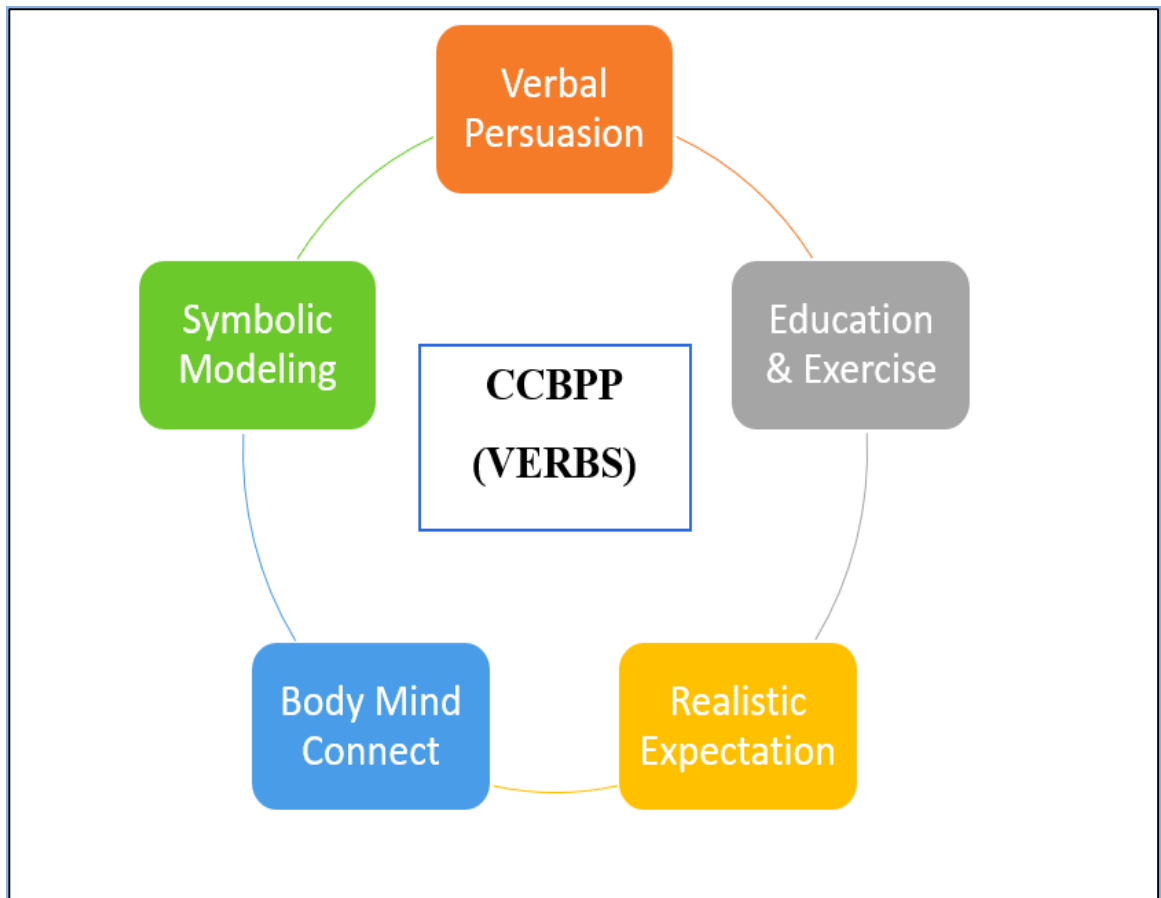 Verbal
Persuasion
Education
& Exercise
Realistic
Expectation
Body Mind
Connect
Symbolic
Modeling
CCBPP
(VERBS)